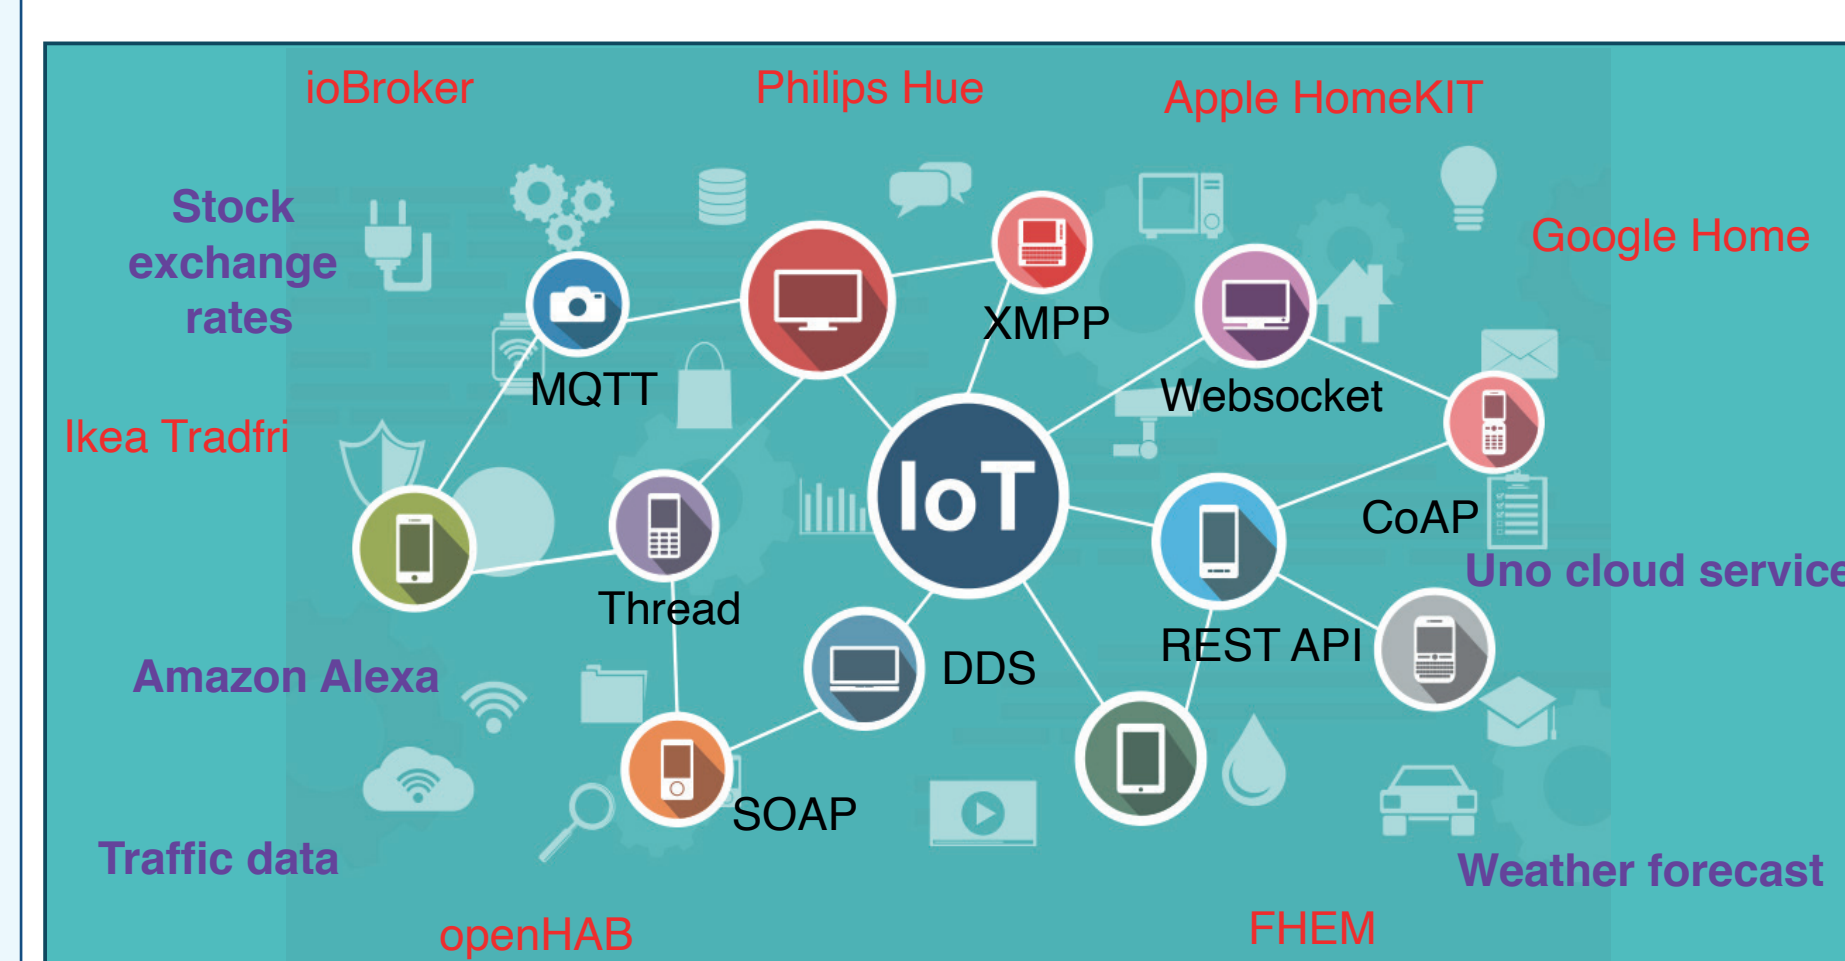 ioBroker
Philips Hue
Apple HomeKIT
Stock
exchange
rates
Google Home
XMPP
MQTT
Websocket
Ikea Tradfri
IoT
CoAP
Uno cloud service
Thread
REST API
Amazon Alexa
DDS
SOAP
Traffic data
Weather forecast
openHAB
FHEM